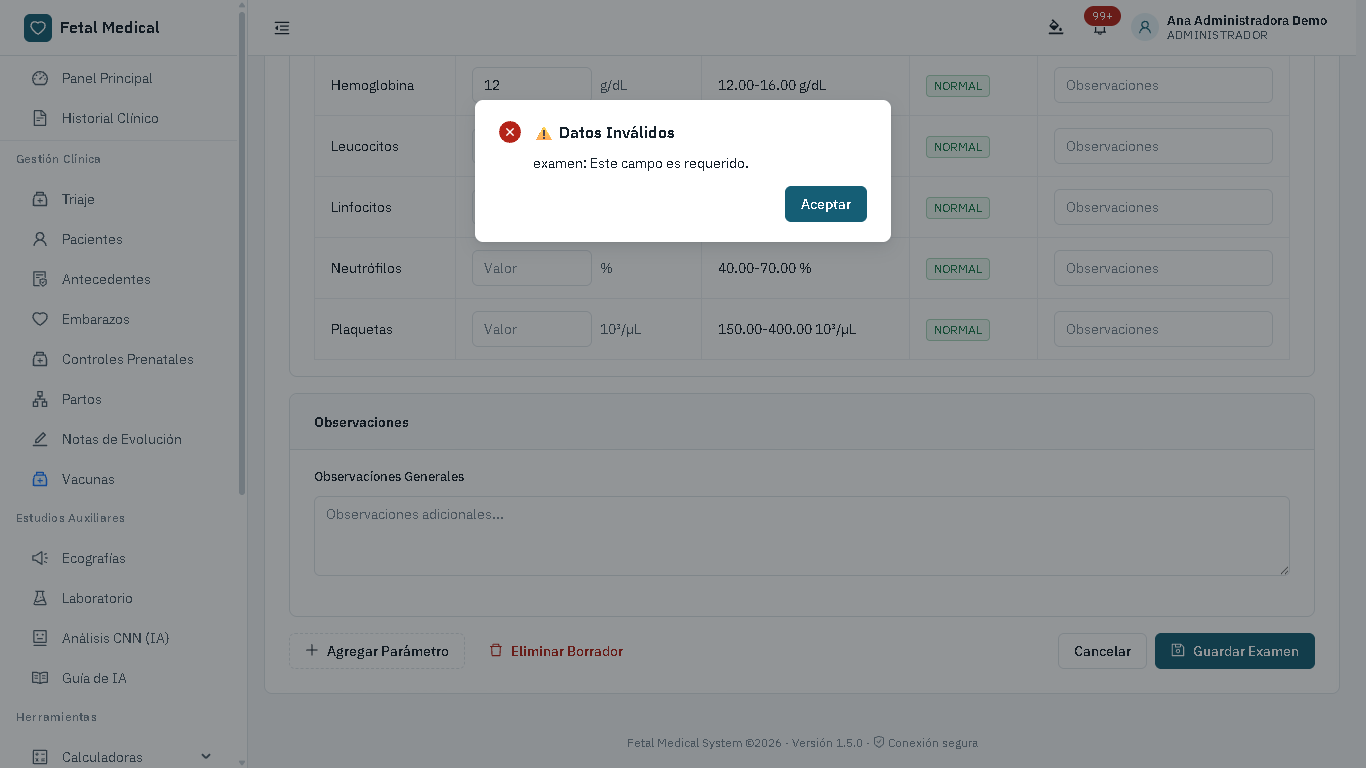 Fetal Medical
99+
Ana Administradora Demo
ADMINISTRADOR
Panel Principal
Historial Clínico
Gestión Clínica
Triaje
Pacientes
Antecedentes
Embarazos
Controles Prenatales
Partos
Notas de Evolución
Vacunas
Estudios Auxiliares
Ecografías
Laboratorio
Análisis CNN (IA)
Guía de IA
Herramientas
Calculadoras
Hemoglobina 12 g/dL 12.00-16.00 g/dL NORMAL Observaciones
Datos Inválidos
examen: Este campo es requerido.
Aceptar
Leucocitos NORMAL Observaciones
Linfocitos NORMAL Observaciones
Neutrófilos Valor % 40.00-70.00 % NORMAL Observaciones
Plaquetas Valor 10³/µL 150.00-400.00 10³/µL NORMAL Observaciones
Observaciones
Observaciones Generales
Observaciones adicionales...
Agregar Parámetro Eliminar Borrador Cancelar Guardar Examen
Fetal Medical System ©2026 · Versión 1.5.0 · Conexión segura